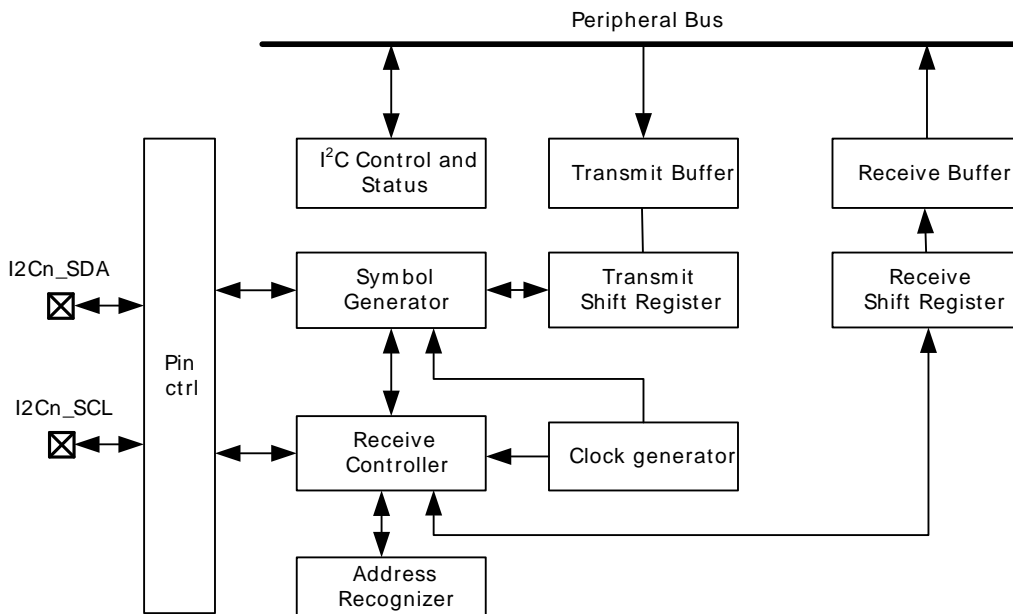 Peripheral Bus
I²C Control and
Status
Transmit Buffer
Receive Buffer
I2Cn_SDA
Symbol
Generator
Transmit
Shift Register
Receive
Shift Register
Pin
ctrl
I2Cn_SCL
Receive
Controller
Clock generator
Address
Recognizer